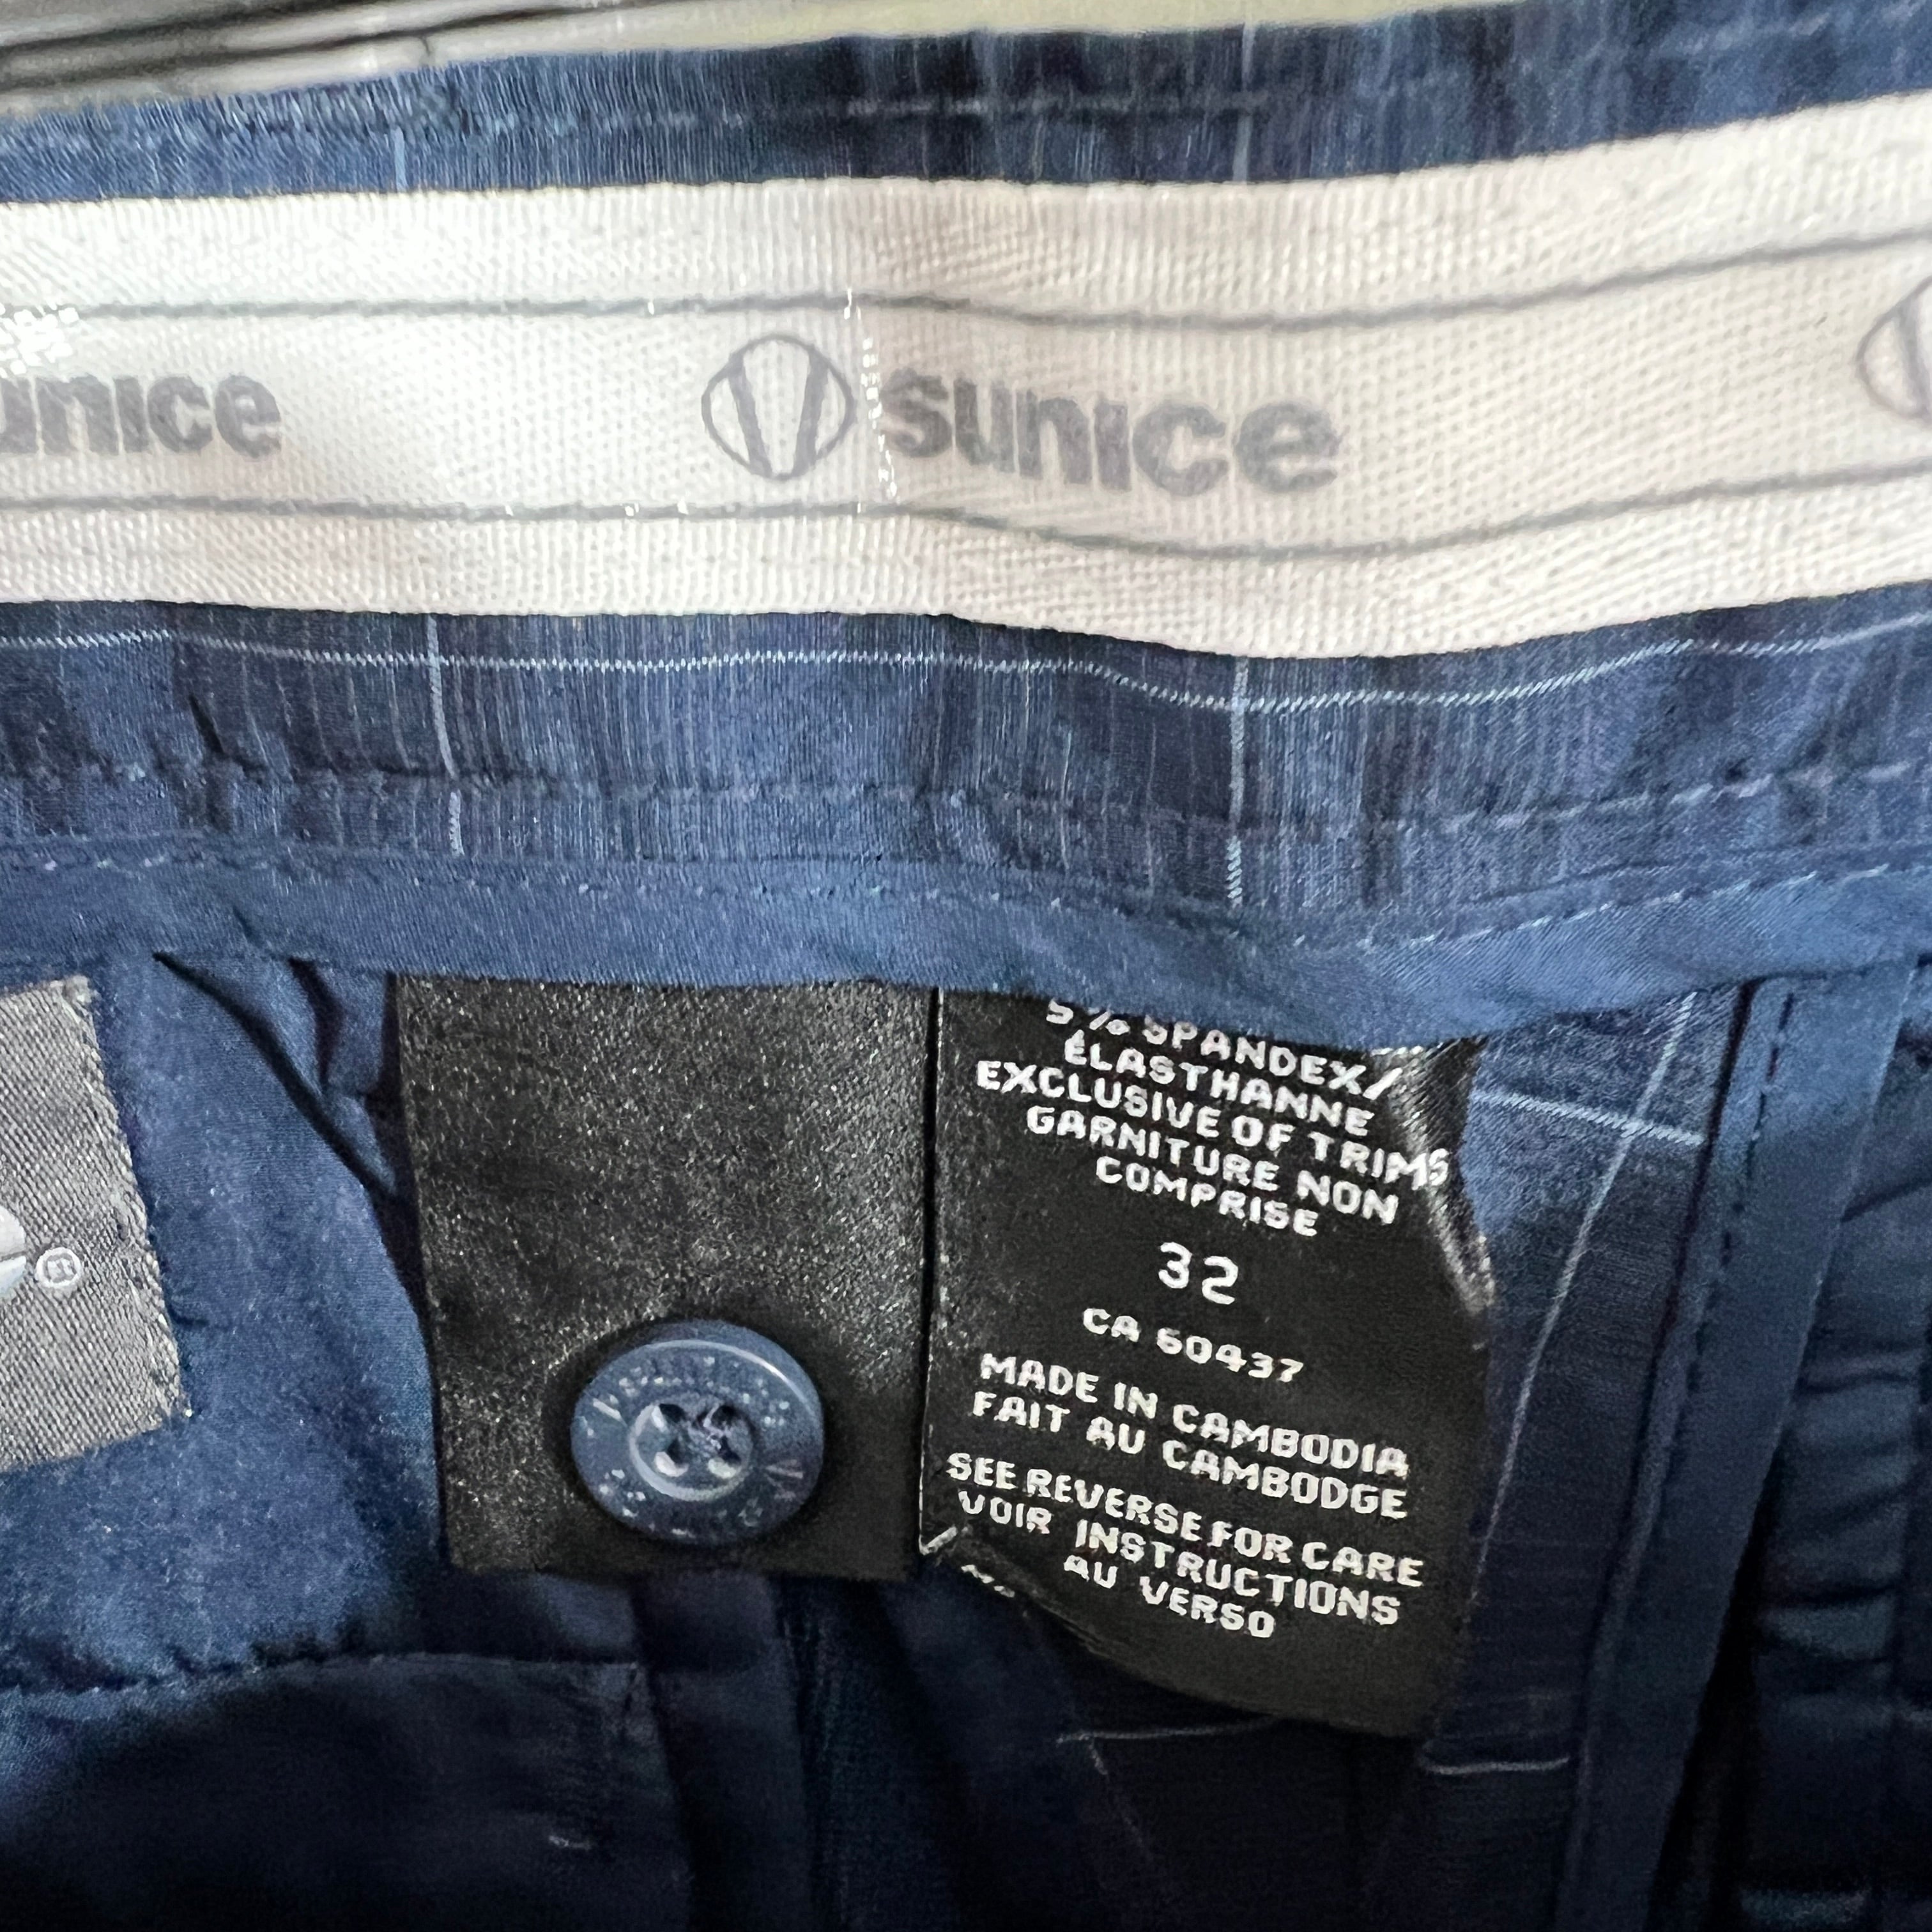 sunice
5% SPANDEX/
ÉLASTHANNE
EXCLUSIVE OF TRIMS
GARNITURE NON
COMPRISE
32
CA 60437
MADE IN CAMBODIA
FAIT AU CAMBODGE
SEE REVERSE FOR CARE
VOIR INSTRUCTIONS
AU VERSO
®